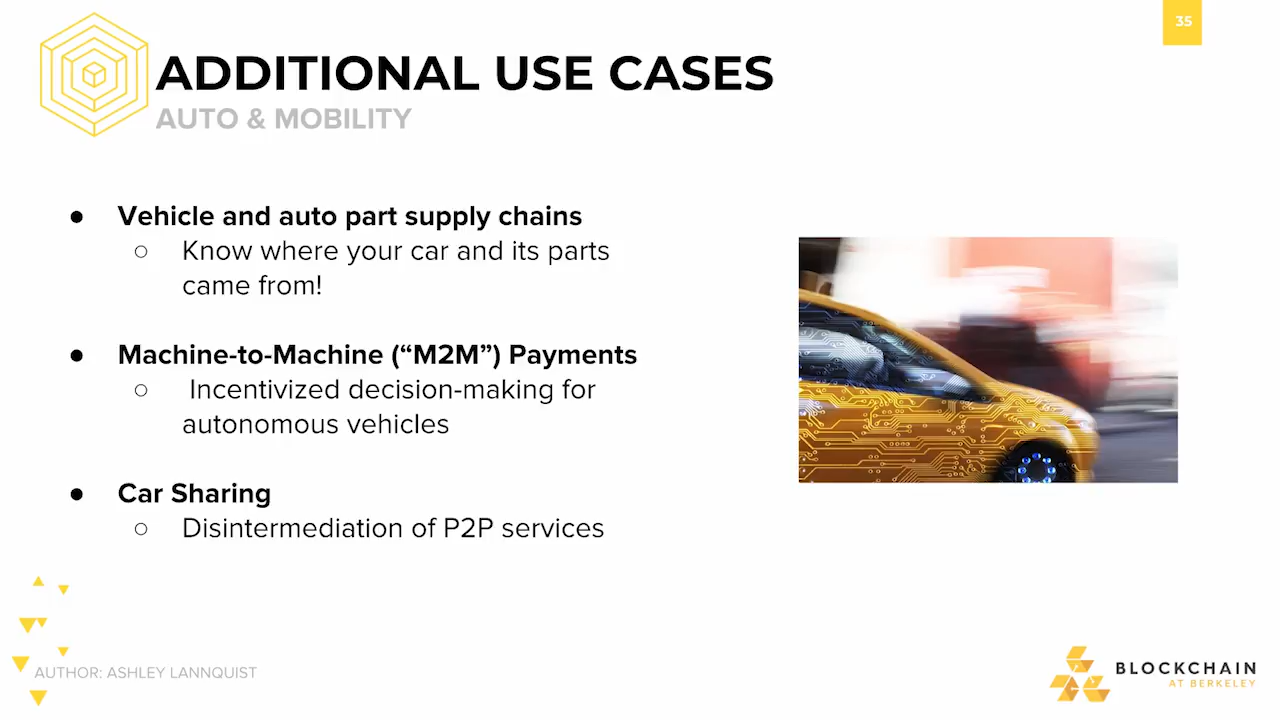 35
ADDITIONAL USE CASES
AUTO & MOBILITY
● Vehicle and auto part supply chains
○ Know where your car and its parts
came from!
● Machine-to-Machine (“M2M”) Payments
○ Incentivized decision-making for
autonomous vehicles
● Car Sharing
○ Disintermediation of P2P services
AUTHOR: ASHLEY LANNQUIST
BLOCKCHAIN
AT BERKELEY